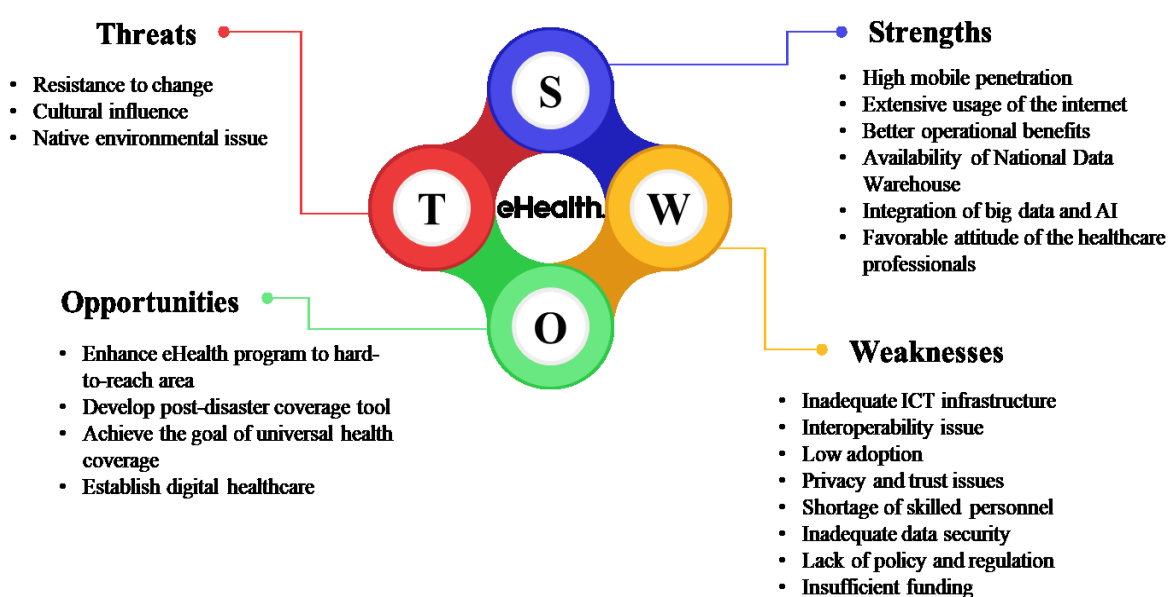 Threats
• Resistance to change
• Cultural influence
• Native environmental issue
S
T
eHealth.
W
O
Strengths
• High mobile penetration
• Extensive usage of the internet
• Better operational benefits
• Availability of National Data
Warehouse
• Integration of big data and AI
• Favorable attitude of the healthcare
professionals
Opportunities
• Enhance eHealth program to hard-
to-reach area
• Develop post-disaster coverage tool
• Achieve the goal of universal health
coverage
• Establish digital healthcare
Weaknesses
• Inadequate ICT infrastructure
• Interoperability issue
• Low adoption
• Privacy and trust issues
• Shortage of skilled personnel
• Inadequate data security
• Lack of policy and regulation
• Insufficient funding